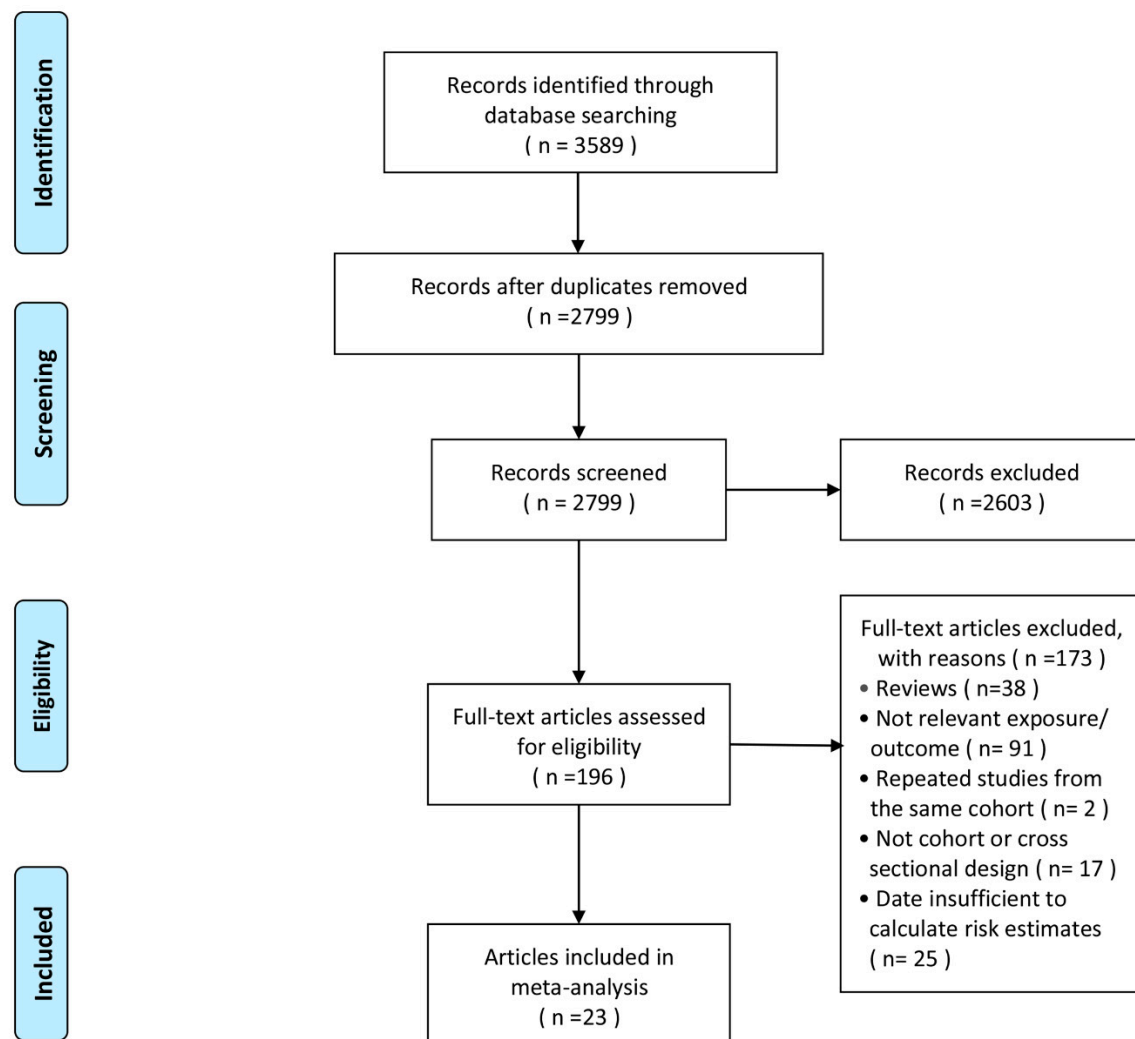 Identification
Records identified through
database searching
( n = 3589 )
Records after duplicates removed
( n =2799 )
Screening
Records screened
( n = 2799 )
Records excluded
( n =2603 )
Eligibility
Full-text articles assessed
for eligibility
( n =196 )
Full-text articles excluded,
with reasons ( n =173 )
• Reviews ( n=38 )
• Not relevant exposure/
outcome ( n= 91 )
• Repeated studies from
the same cohort ( n= 2 )
• Not cohort or cross
sectional design ( n= 17 )
• Date insufficient to
calculate risk estimates
( n= 25 )
Included
Articles included in
meta-analysis
( n =23 )